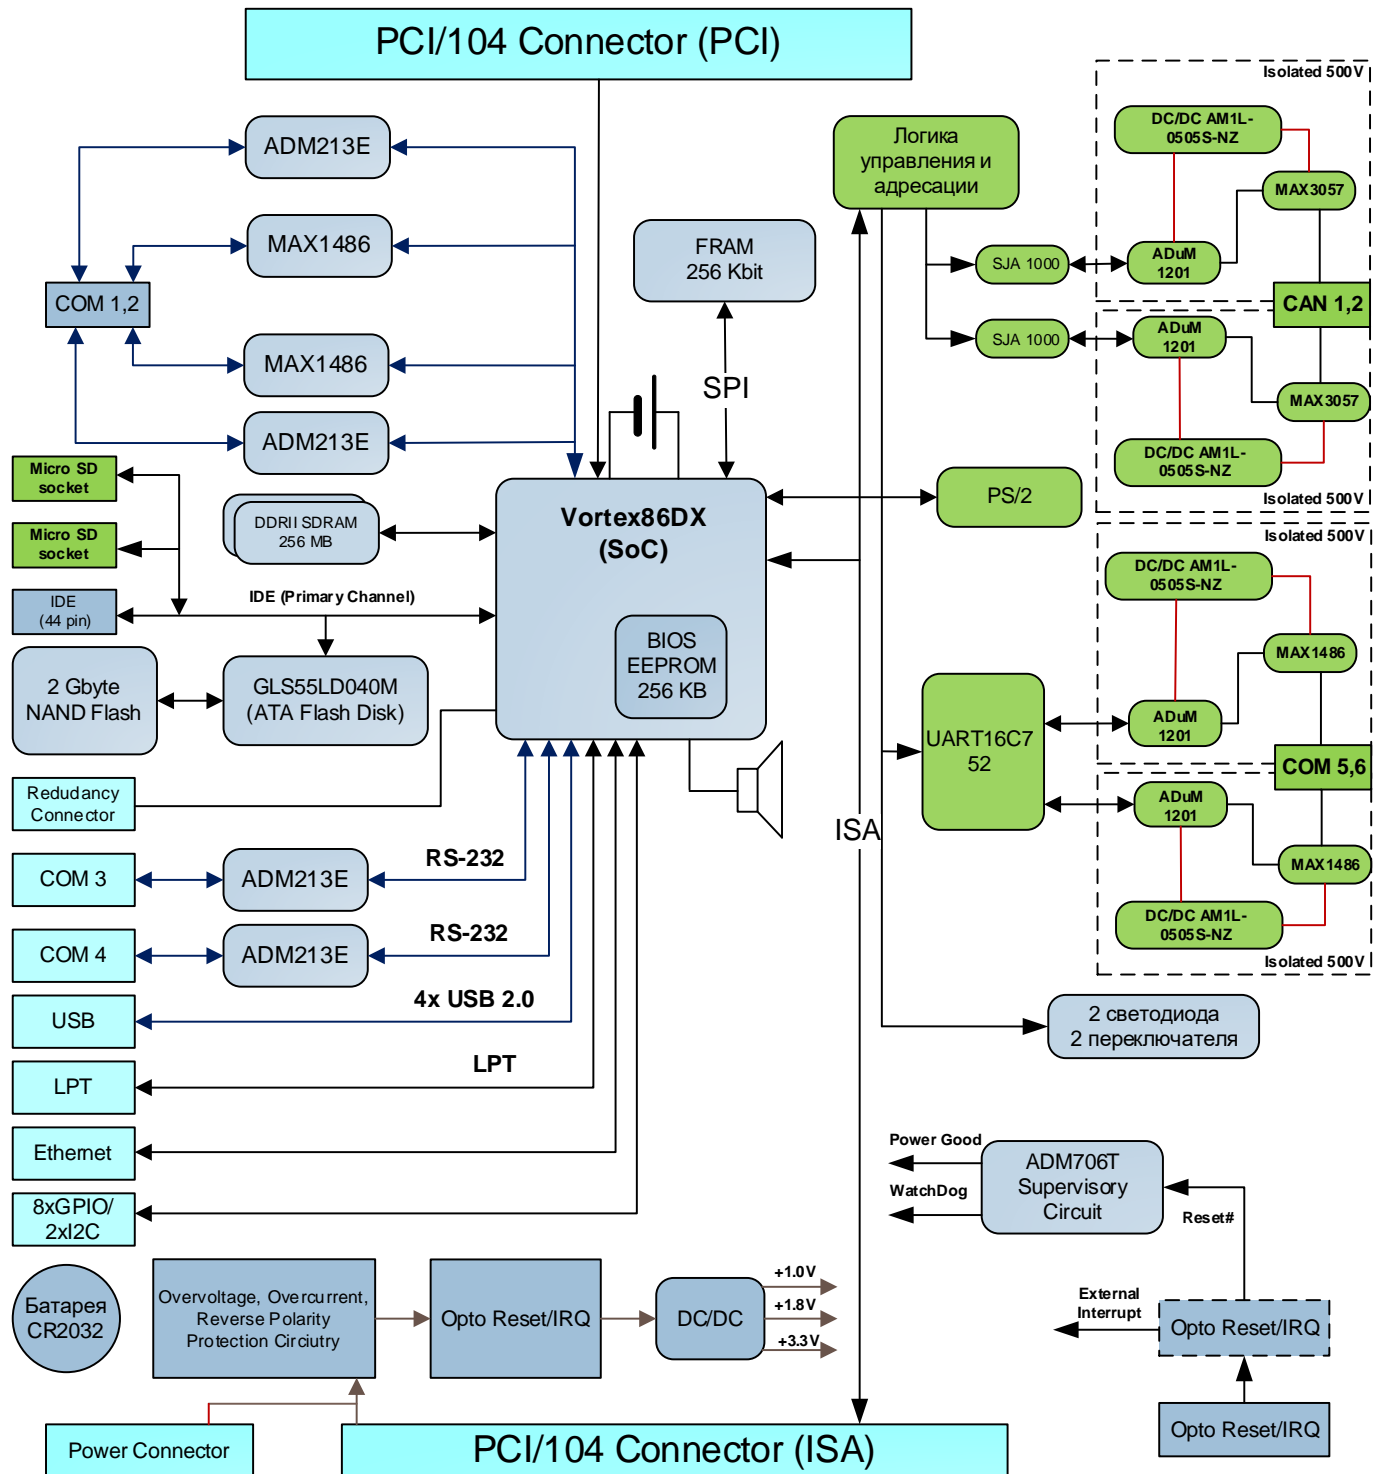 PCI/104 Connector (PCI)
Isolated 500V
DC/DC AM1L-
0505S-NZ
MAX3057
ADuM
1201
CAN 1,2
ADuM
1201
MAX3057
DC/DC AM1L-
0505S-NZ
Isolated 500V
Логика
управления и
адресации
SJA 1000
SJA 1000
ADM213E
MAX1486
COM 1,2
MAX1486
ADM213E
FRAM
256 Kbit
SPI
Micro SD
socket
Micro SD
socket
IDE
(44 pin)
DDRII SDRAM
256 MB
IDE (Primary Channel)
Vortex86DX
(SoC)
BIOS
EEPROM
256 KB
PS/2
2 Gbyte
NAND Flash
GLS55LD040M
(ATA Flash Disk)
Isolated 500V
DC/DC AM1L-
0505S-NZ
MAX1486
ADuM
1201
UART16C7
52
COM 5,6
ADuM
1201
MAX1486
DC/DC AM1L-
0505S-NZ
Isolated 500V
ISA
Redudancy
Connector
COM 3
ADM213E
RS-232
COM 4
ADM213E
RS-232
USB
4x USB 2.0
LPT
LPT
Ethernet
8xGPIO/
2xI2C
2 светодиода
2 переключателя
Power Good
WatchDog
ADM706T
Supervisory
Circuit
Reset#
External
Interrupt
Opto Reset/IRQ
Opto Reset/IRQ
Батарея
CR2032
Overvoltage, Overcurrent,
Reverse Polarity
Protection Circiutry
Opto Reset/IRQ
DC/DC
+1.0V
+1.8V
+3.3V
Power Connector
PCI/104 Connector (ISA)